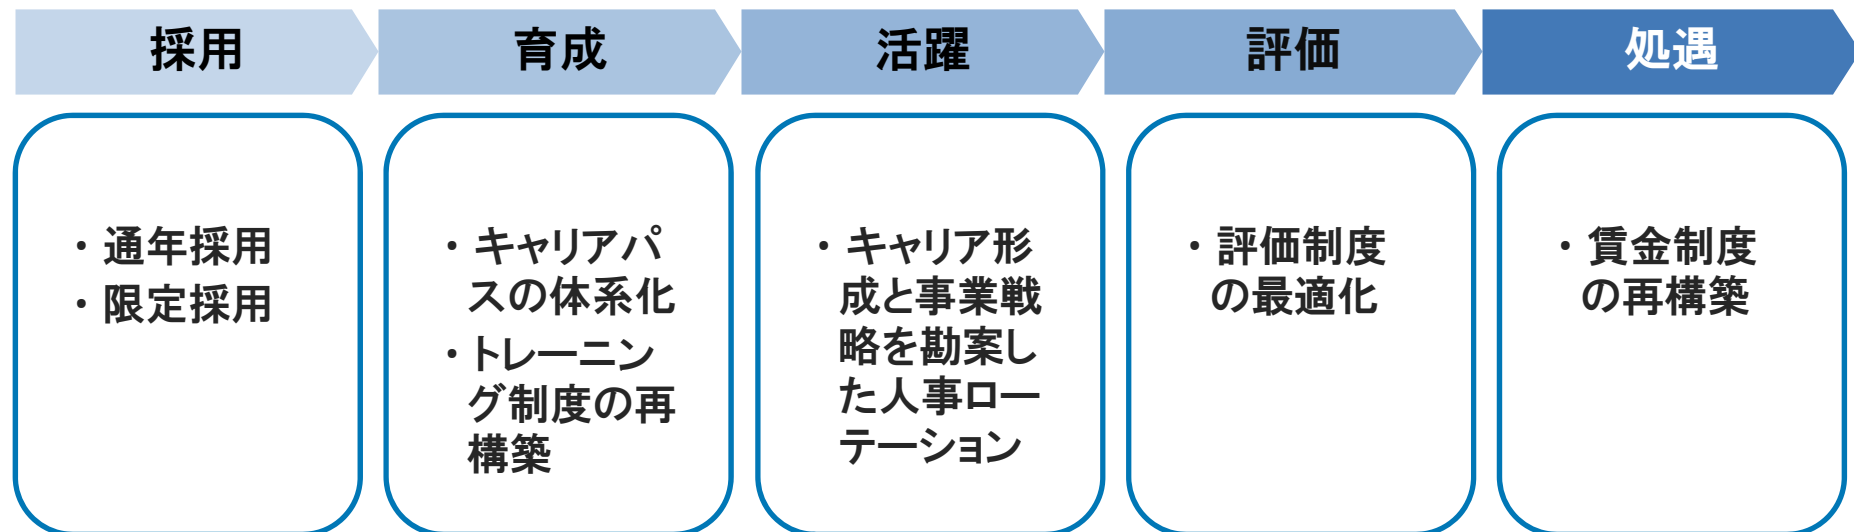 採用
育成
活躍
評価
処遇
・通年採用
・限定採用
・キャリアパ
スの体系化
・トレーニン
グ制度の再
構築
・キャリア形
成と事業戦
略を勘案し
た人事ロー
テーション
・評価制度
の最適化
・賃金制度
の再構築